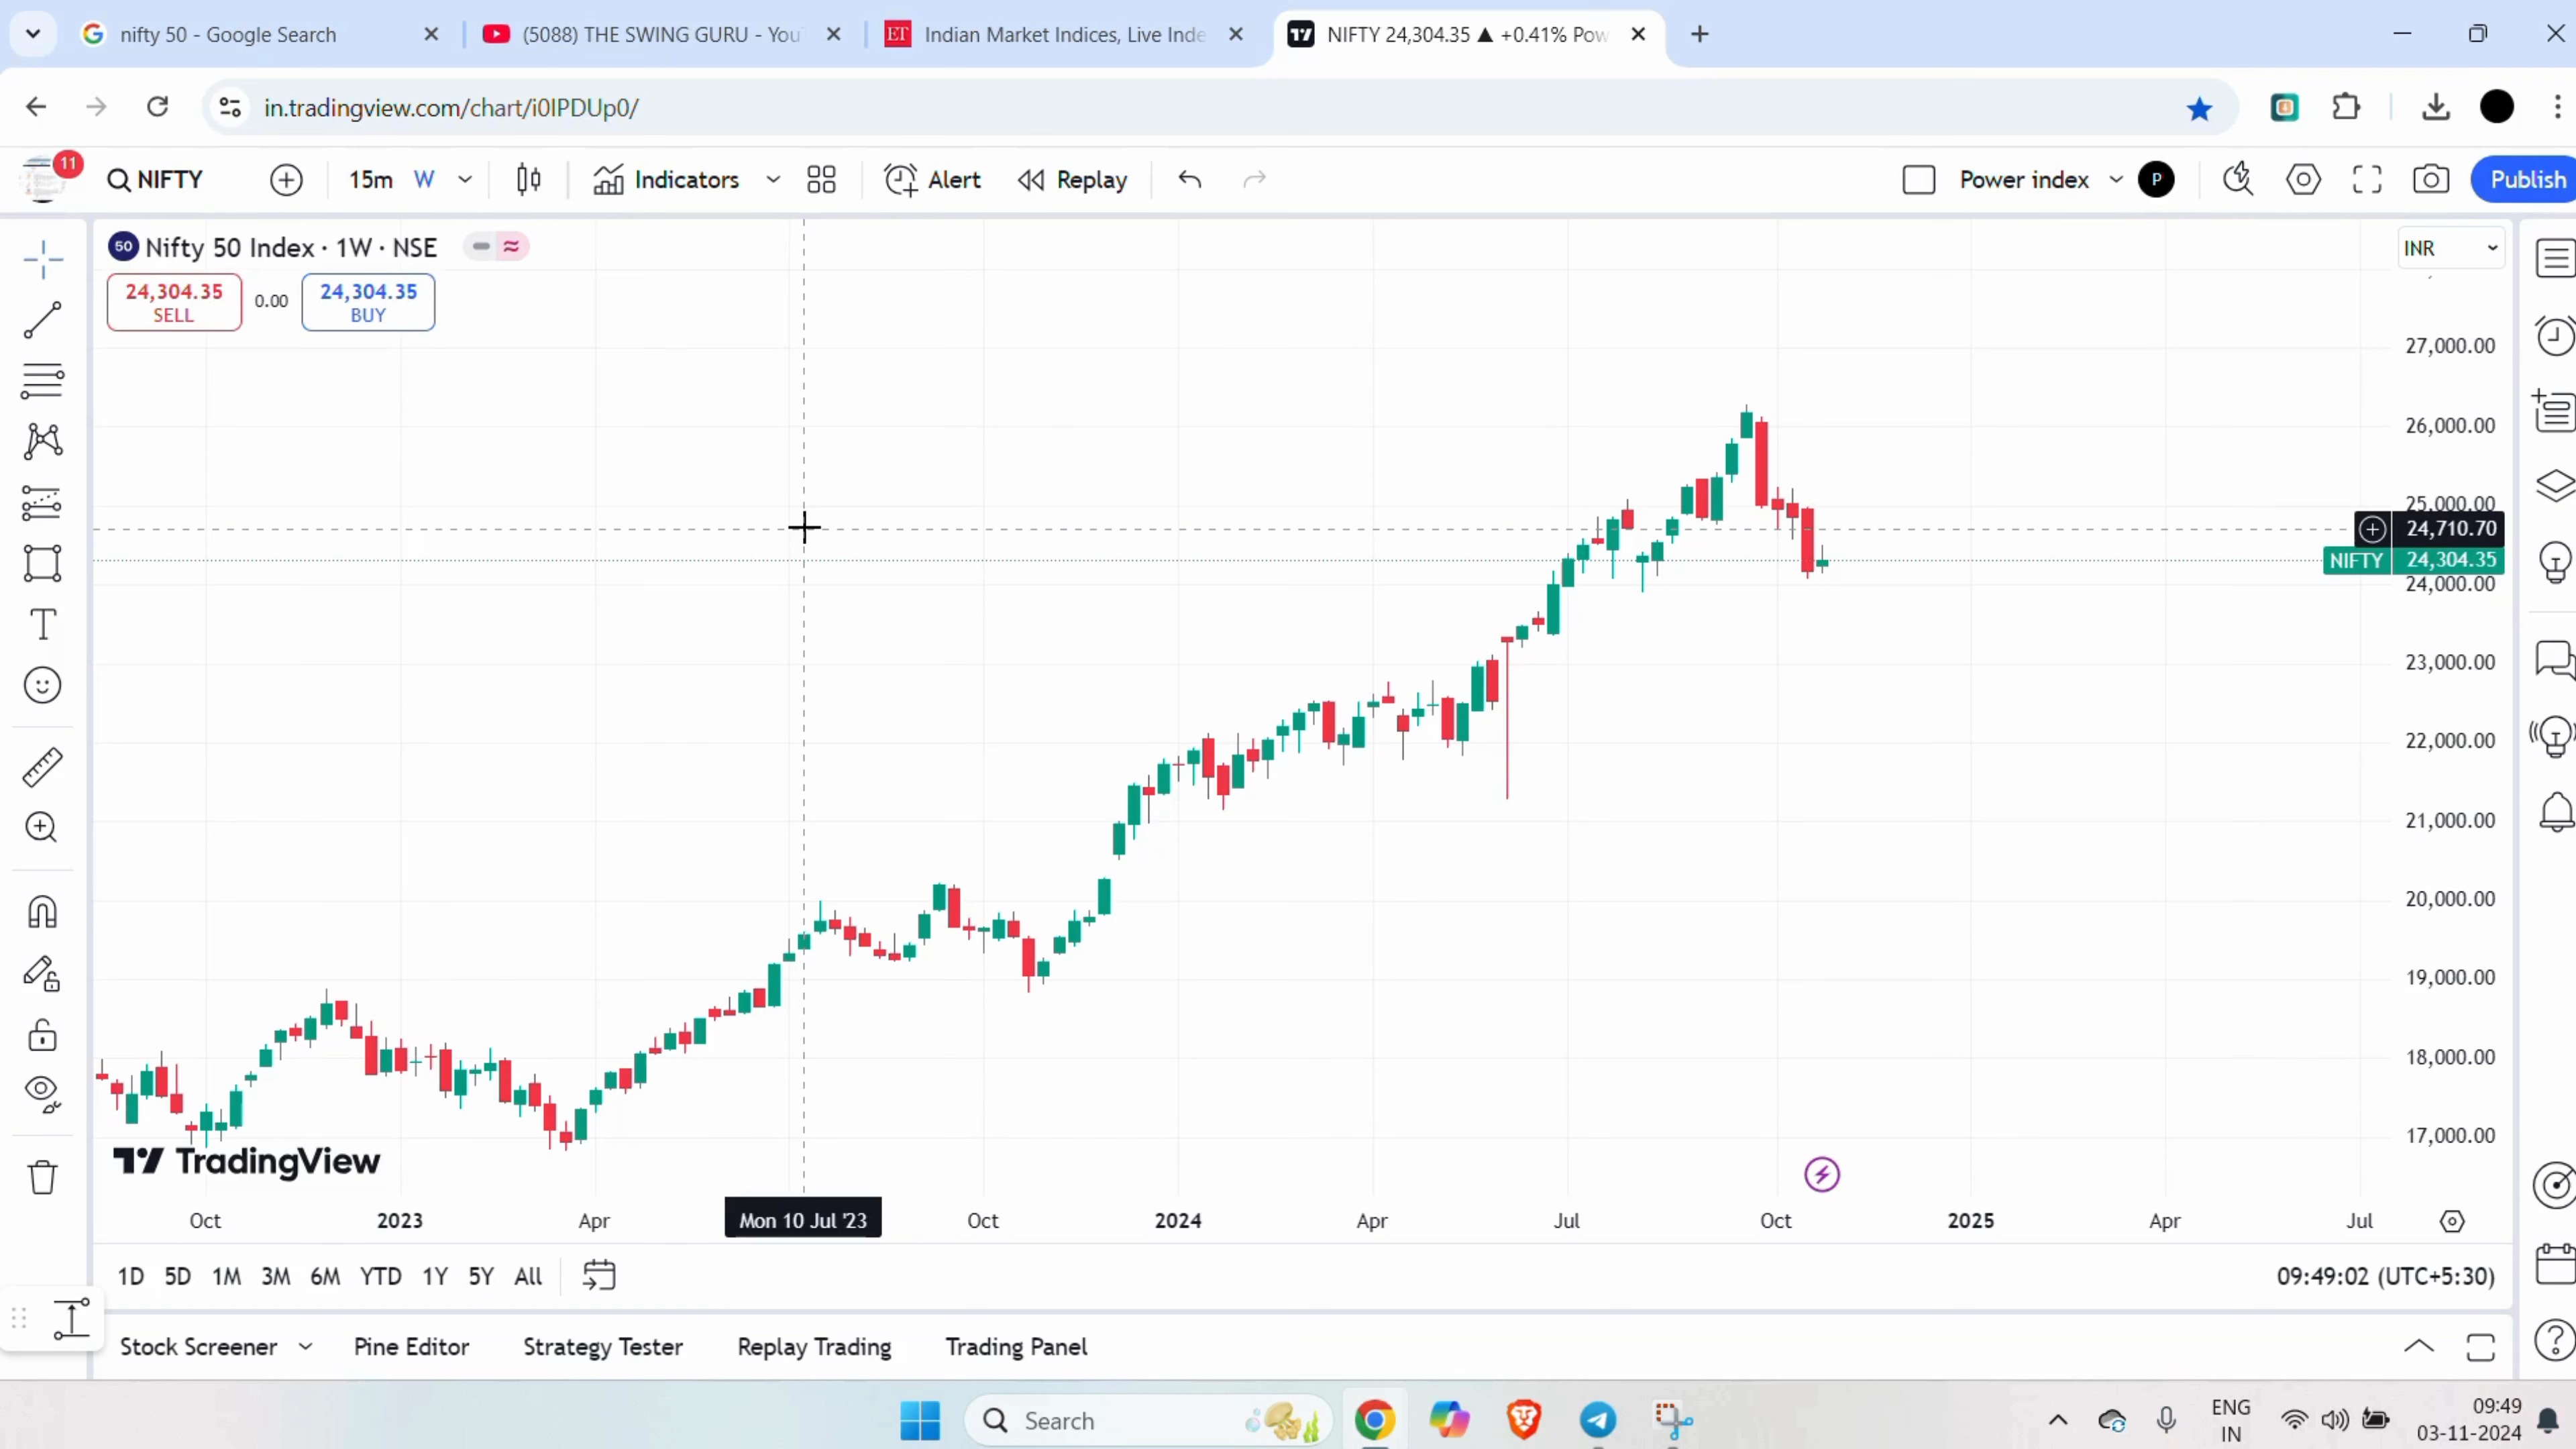 nifty 50 - Google Search
(5088) THE SWING GURU - You
ET
Indian Market Indices, Live Inde
NIFTY 24,304.35 ▲ +0.41% Pow
in.tradingview.com/chart/i0IPDUp0/
11
NIFTY
15m
W
Indicators
Alert
Replay
Power index
P
Publish
50
Nifty 50 Index · 1W · NSE
INR
24,304.35
SELL
0.00
24,304.35
BUY
27,000.00
26,000.00
25,000.00
24,710.70
NIFTY 24,304.35
24,000.00
23,000.00
22,000.00
21,000.00
20,000.00
19,000.00
18,000.00
17,000.00
TradingView
Oct
2023
Apr
Mon 10 Jul '23
Oct
2024
Apr
Jul
Oct
2025
Apr
Jul
1D 5D 1M 3M 6M YTD 1Y 5Y All
09:49:02 (UTC+5:30)
Stock Screener
Pine Editor
Strategy Tester
Replay Trading
Trading Panel
Search
ENG
IN
09:49
03-11-2024